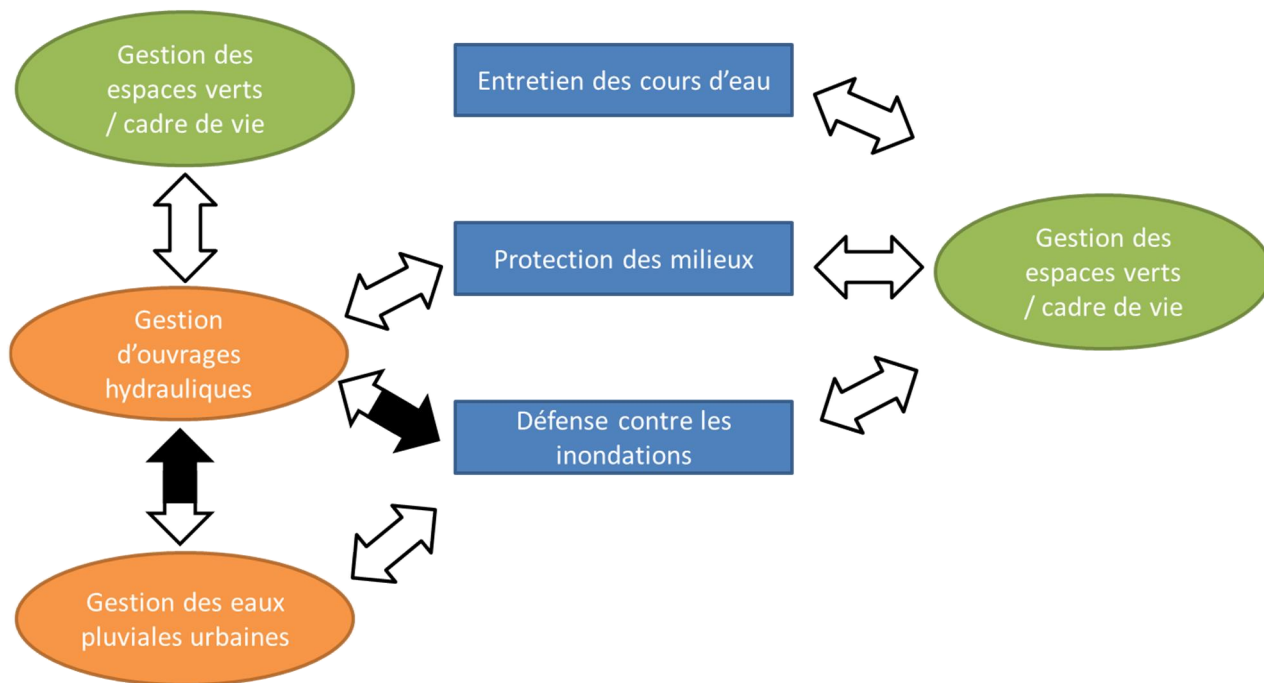 Gestion des
espaces verts
/ cadre de vie
Entretien des cours d’eau
Protection des milieux
Gestion des
espaces verts
/ cadre de vie
Gestion
d’ouvrages
hydrauliques
Défense contre les
inondations
Gestion des eaux
pluviales urbaines